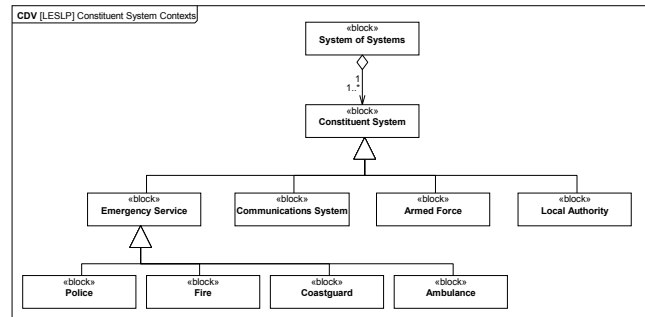 CDV [LESLP] Constituent System Contexts
«block»
System of Systems
1
1..*
«block»
Constituent System
«block» «block» «block» «block»
Emergency Service Communications System Armed Force Local Authority
«block» «block» «block» «block»
Police Fire Coastguard Ambulance